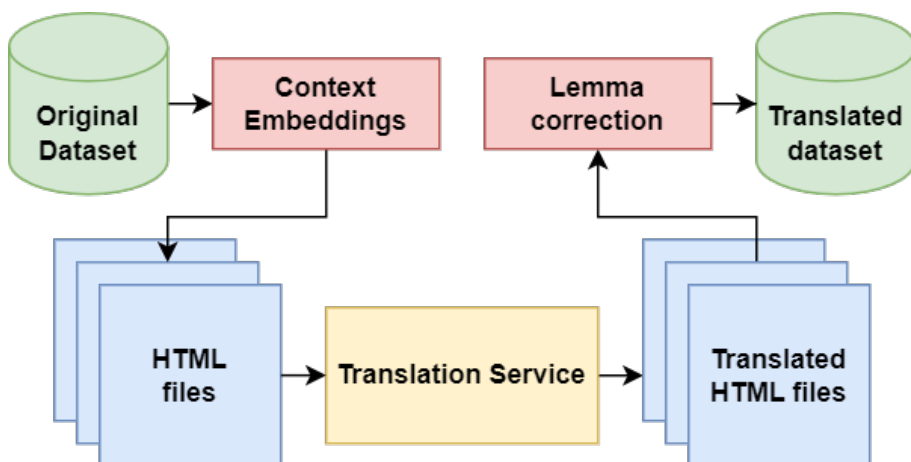 Original
Dataset
Context
Embeddings
Lemma
correction
Translated
dataset
HTML
files
Translation Service
Translated
HTML files